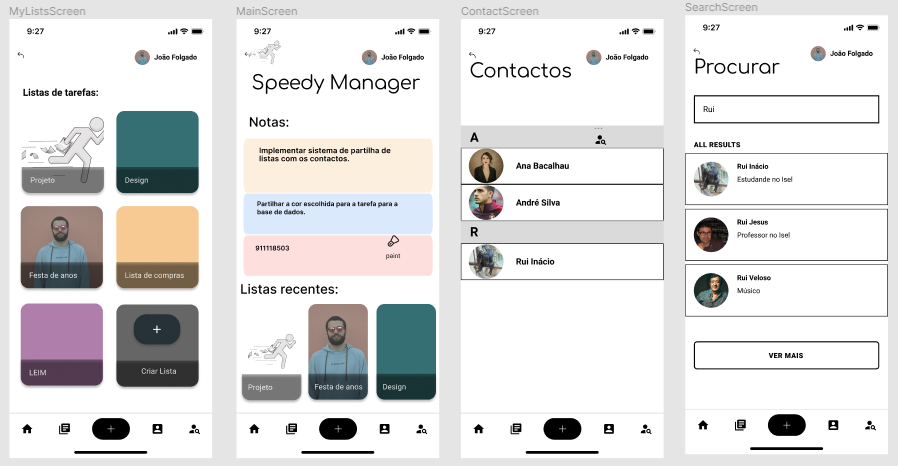 MyListsScreen
9:27
João Folgado
Listas de tarefas:
Projeto
Design
Festa de anos
Lista de compras
LEIM
+
Criar Lista
+
MainScreen
9:27
João Folgado
Speedy Manager
Notas:
Implementar sistema de partilha de
listas com os contactos.
Partilhar a cor escolhida para a tarefa para a
base de dados.
911118503
paint
Listas recentes:
Projeto
Festa de anos
Design
+
ContactScreen
9:27
João Folgado
Contactos
...
A
Ana Bacalhau
André Silva
R
Rui Inácio
+
SearchScreen
9:27
João Folgado
Procurar
Rui
ALL RESULTS
Rui Inácio
Estudande no Isel
Rui Jesus
Professor no Isel
Rui Veloso
Músico
VER MAIS
+